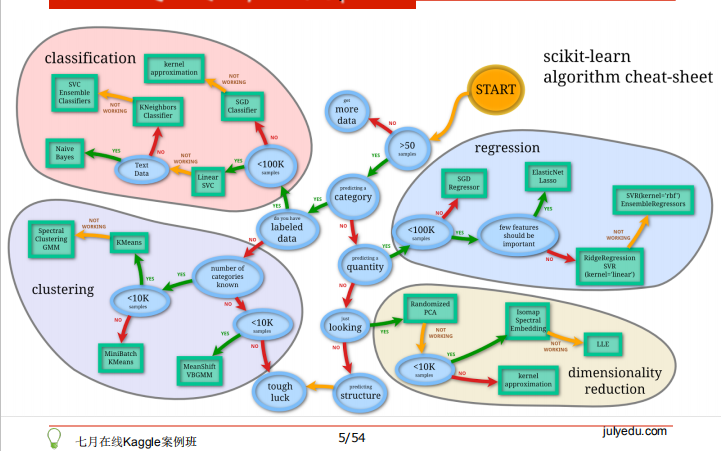 classification
kernel
approximation
scikit-learn
algorithm cheat-sheet
START
SVC
Ensemble
Classifiers
NOT
WORKING
KNeighbors
Classifier
NOT
WORKING
SGD
Classifier
get
more
data
NO
>50
samples
regression
Naive
Bayes
YES
Text
Data
NO
NOT
WORKING
Linear
SVC
YES
<100K
samples
NO
YES
predicting a
category
YES
YES
do you have
labeled
data
NO
NO
SGD
Regressor
NO
ElasticNet
Lasso
YES
SVR(kernel='rbf')
EnsembleRegressors
NOT
WORKING
<100K
samples
YES
few features
should be
important
NO
RidgeRegression
SVR
(kernel='linear')
predicting a
quantity
YES
NO
Spectral
Clustering
GMM
NOT
WORKING
KMeans
YES
number of
categories
known
YES
NO
clustering
<10K
samples
NO
<10K
samples
YES
NO
MiniBatch
KMeans
MeanShift
VBGMM
just
looking
YES
NO
Randomized
PCA
NOT
WORKING
Isomap
Spectral
Embedding
YES
NOT
WORKING
LLE
<10K
samples
NO
kernel
approximation
dimensionality
reduction
tough
luck
predicting
structure
七月在线Kaggle案例班
5/54
julyedu.com